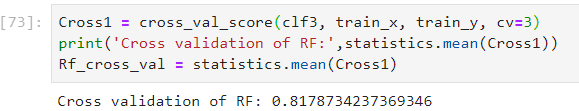 [73]: Cross1 = cross_val_score(clf3, train_x, train_y, cv=3)
print('Cross validation of RF:',statistics.mean(Cross1))
Rf_cross_val = statistics.mean(Cross1)
Cross validation of RF: 0.8178734237369346